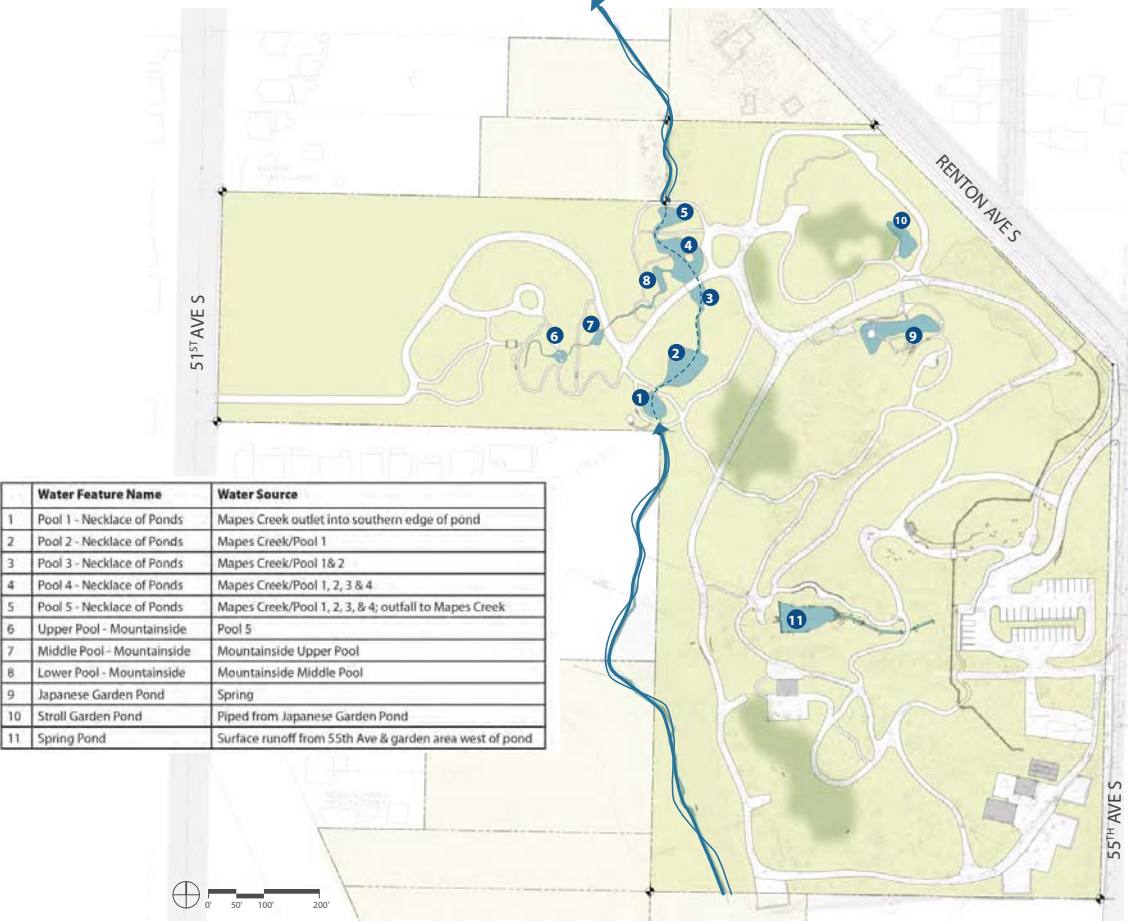 RENTON AVE S
5
10
4
8
3
7
9
6
51ST AVE S
2
1
Water Feature Name Water Source
1 Pool 1 - Necklace of Ponds Mapes Creek outlet into southern edge of pond
2 Pool 2 - Necklace of Ponds Mapes Creek/Pool 1
3 Pool 3 - Necklace of Ponds Mapes Creek/Pool 1& 2
4 Pool 4 - Necklace of Ponds Mapes Creek/Pool 1, 2, 3 & 4
5 Pool 5 - Necklace of Ponds Mapes Creek/Pool 1, 2, 3, & 4; outfall to Mapes Creek
6 Upper Pool - Mountainside Pool 5
7 Middle Pool - Mountainside Mountainside Upper Pool
8 Lower Pool - Mountainside Mountainside Middle Pool
9 Japanese Garden Pond Spring
10 Stroll Garden Pond Piped from Japanese Garden Pond
11 Spring Pond Surface runoff from 55th Ave & garden area west of pond
11
55TH AVE S
0' 50' 100' 200'